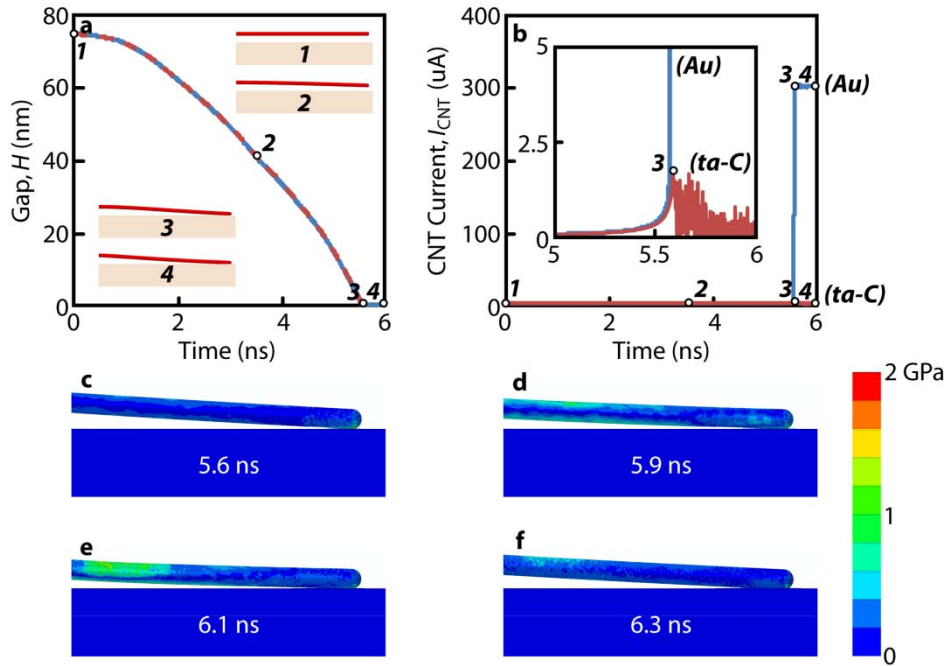 a
80
60
40
20
0
Gap, H (nm)
0
2
4
6
Time (ns)
1
2
3 4
1
2
3
4
b
400
300
200
100
0
CNT Current, I_CNT (uA)
0
2
4
6
Time (ns)
1
2
3 4 (ta-C)
3 4 (Au)
5
2.5
0
5
5.5
6
(Au)
3 (ta-C)
c
5.6 ns
d
5.9 ns
e
6.1 ns
f
6.3 ns
2 GPa
1
0